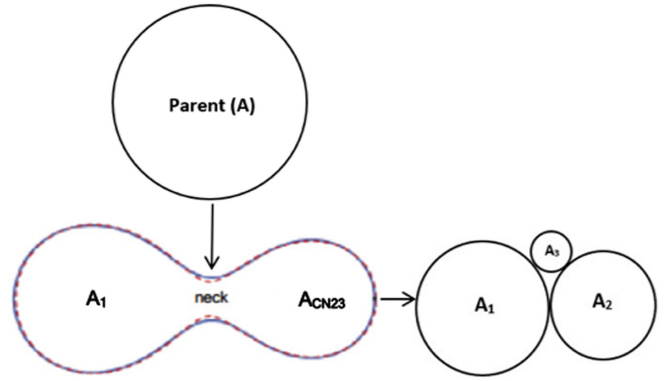 Parent (A)
A₁
neck
A_CN23
A₁
A₃
A₂